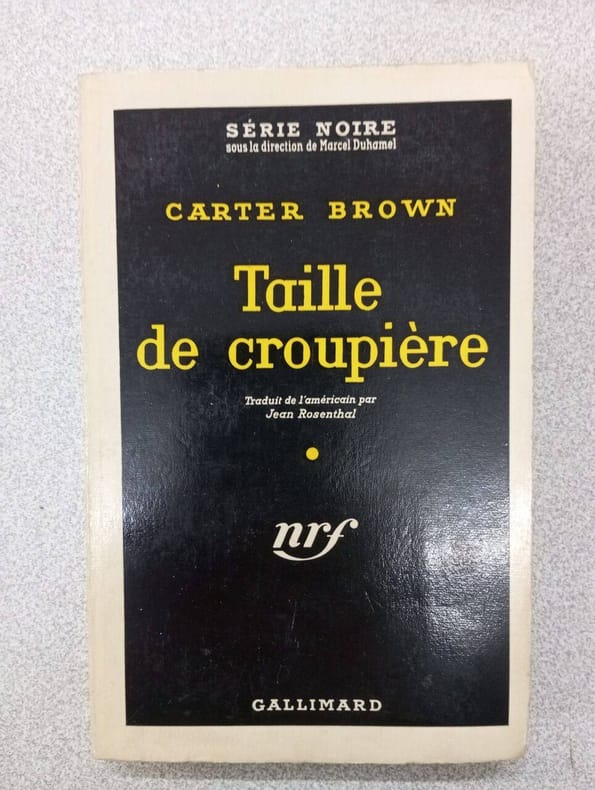 SÉRIE NOIRE
sous la direction de Marcel Duhamel
CARTER BROWN
Taille
de croupière
Traduit de l'américain par
Jean Rosenthal
nrf
GALLIMARD